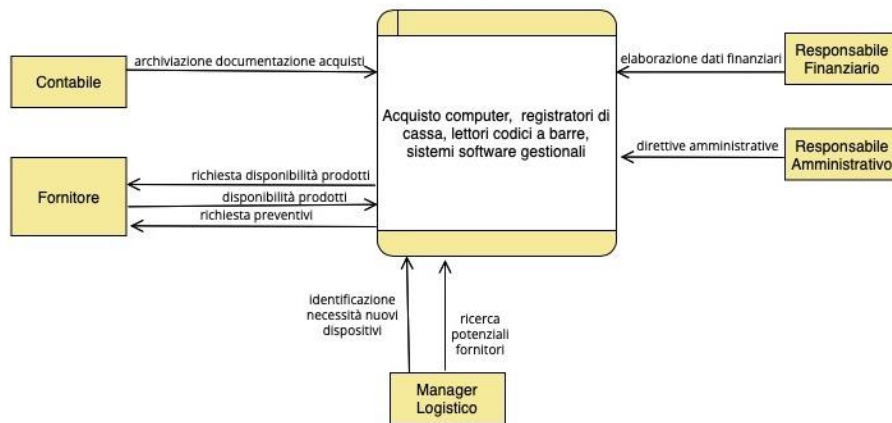 archiviazione documentazione acquisti
Contabile
elaborazione dati finanziari
Responsabile
Finanziario
Acquisto computer, registratori di
cassa, lettori codici a barre,
sistemi software gestionali
direttive amministrative
Responsabile
Amministrativo
Fornitore
richiesta disponibilità prodotti
disponibilità prodotti
richiesta preventivi
identificazione
necessità nuovi
dispositivi
ricerca
potenziali
fornitori
Manager
Logistico